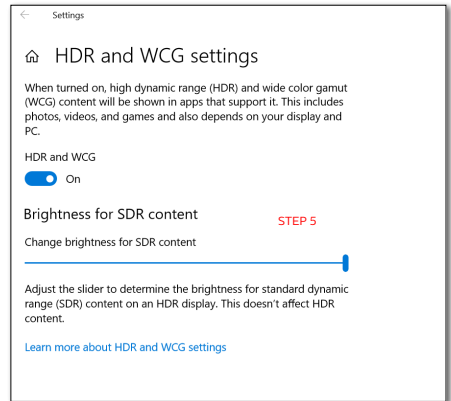 Settings
HDR and WCG settings
When turned on, high dynamic range (HDR) and wide color gamut
(WCG) content will be shown in apps that support it. This includes
photos, videos, and games and also depends on your display and
PC.
HDR and WCG
On
Brightness for SDR content
STEP 5
Change brightness for SDR content
Adjust the slider to determine the brightness for standard dynamic
range (SDR) content on an HDR display. This doesn't affect HDR
content.
Learn more about HDR and WCG settings